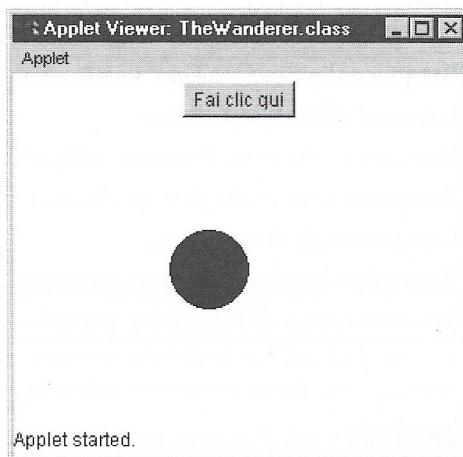 Applet Viewer: TheWanderer.class
Applet
Fai clic qui
Applet started.